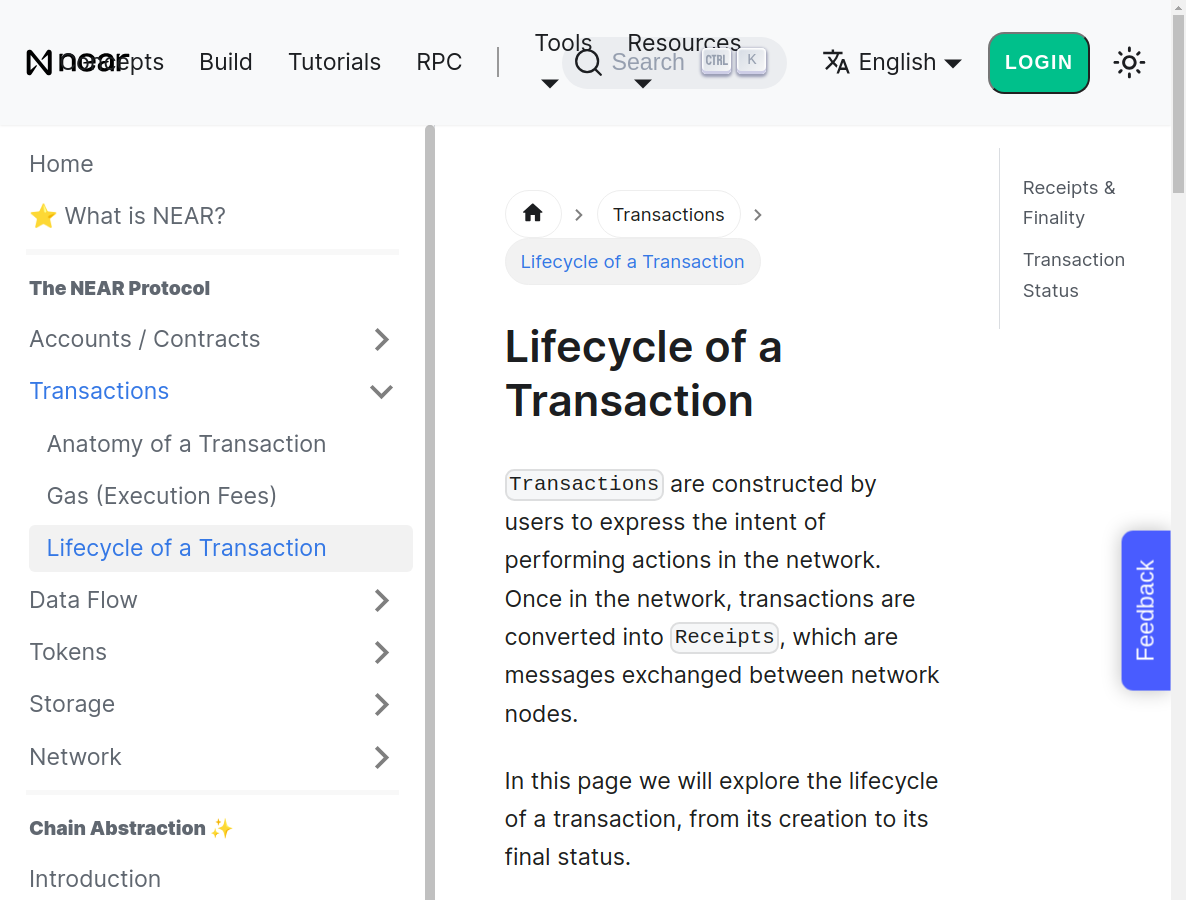 near
Concepts
Build
Tutorials
RPC
Tools
Resources
Search
CTRL
K
English
LOGIN
Home
⭐ What is NEAR?
The NEAR Protocol
Accounts / Contracts
Transactions
Anatomy of a Transaction
Gas (Execution Fees)
Lifecycle of a Transaction
Data Flow
Tokens
Storage
Network
Chain Abstraction ✨
Introduction
Transactions
Lifecycle of a Transaction
Lifecycle of a
Transaction
Transactions are constructed by
users to express the intent of
performing actions in the network.
Once in the network, transactions are
converted into Receipts, which are
messages exchanged between network
nodes.
In this page we will explore the lifecycle
of a transaction, from its creation to its
final status.
Receipts &
Finality
Transaction
Status
Feedback